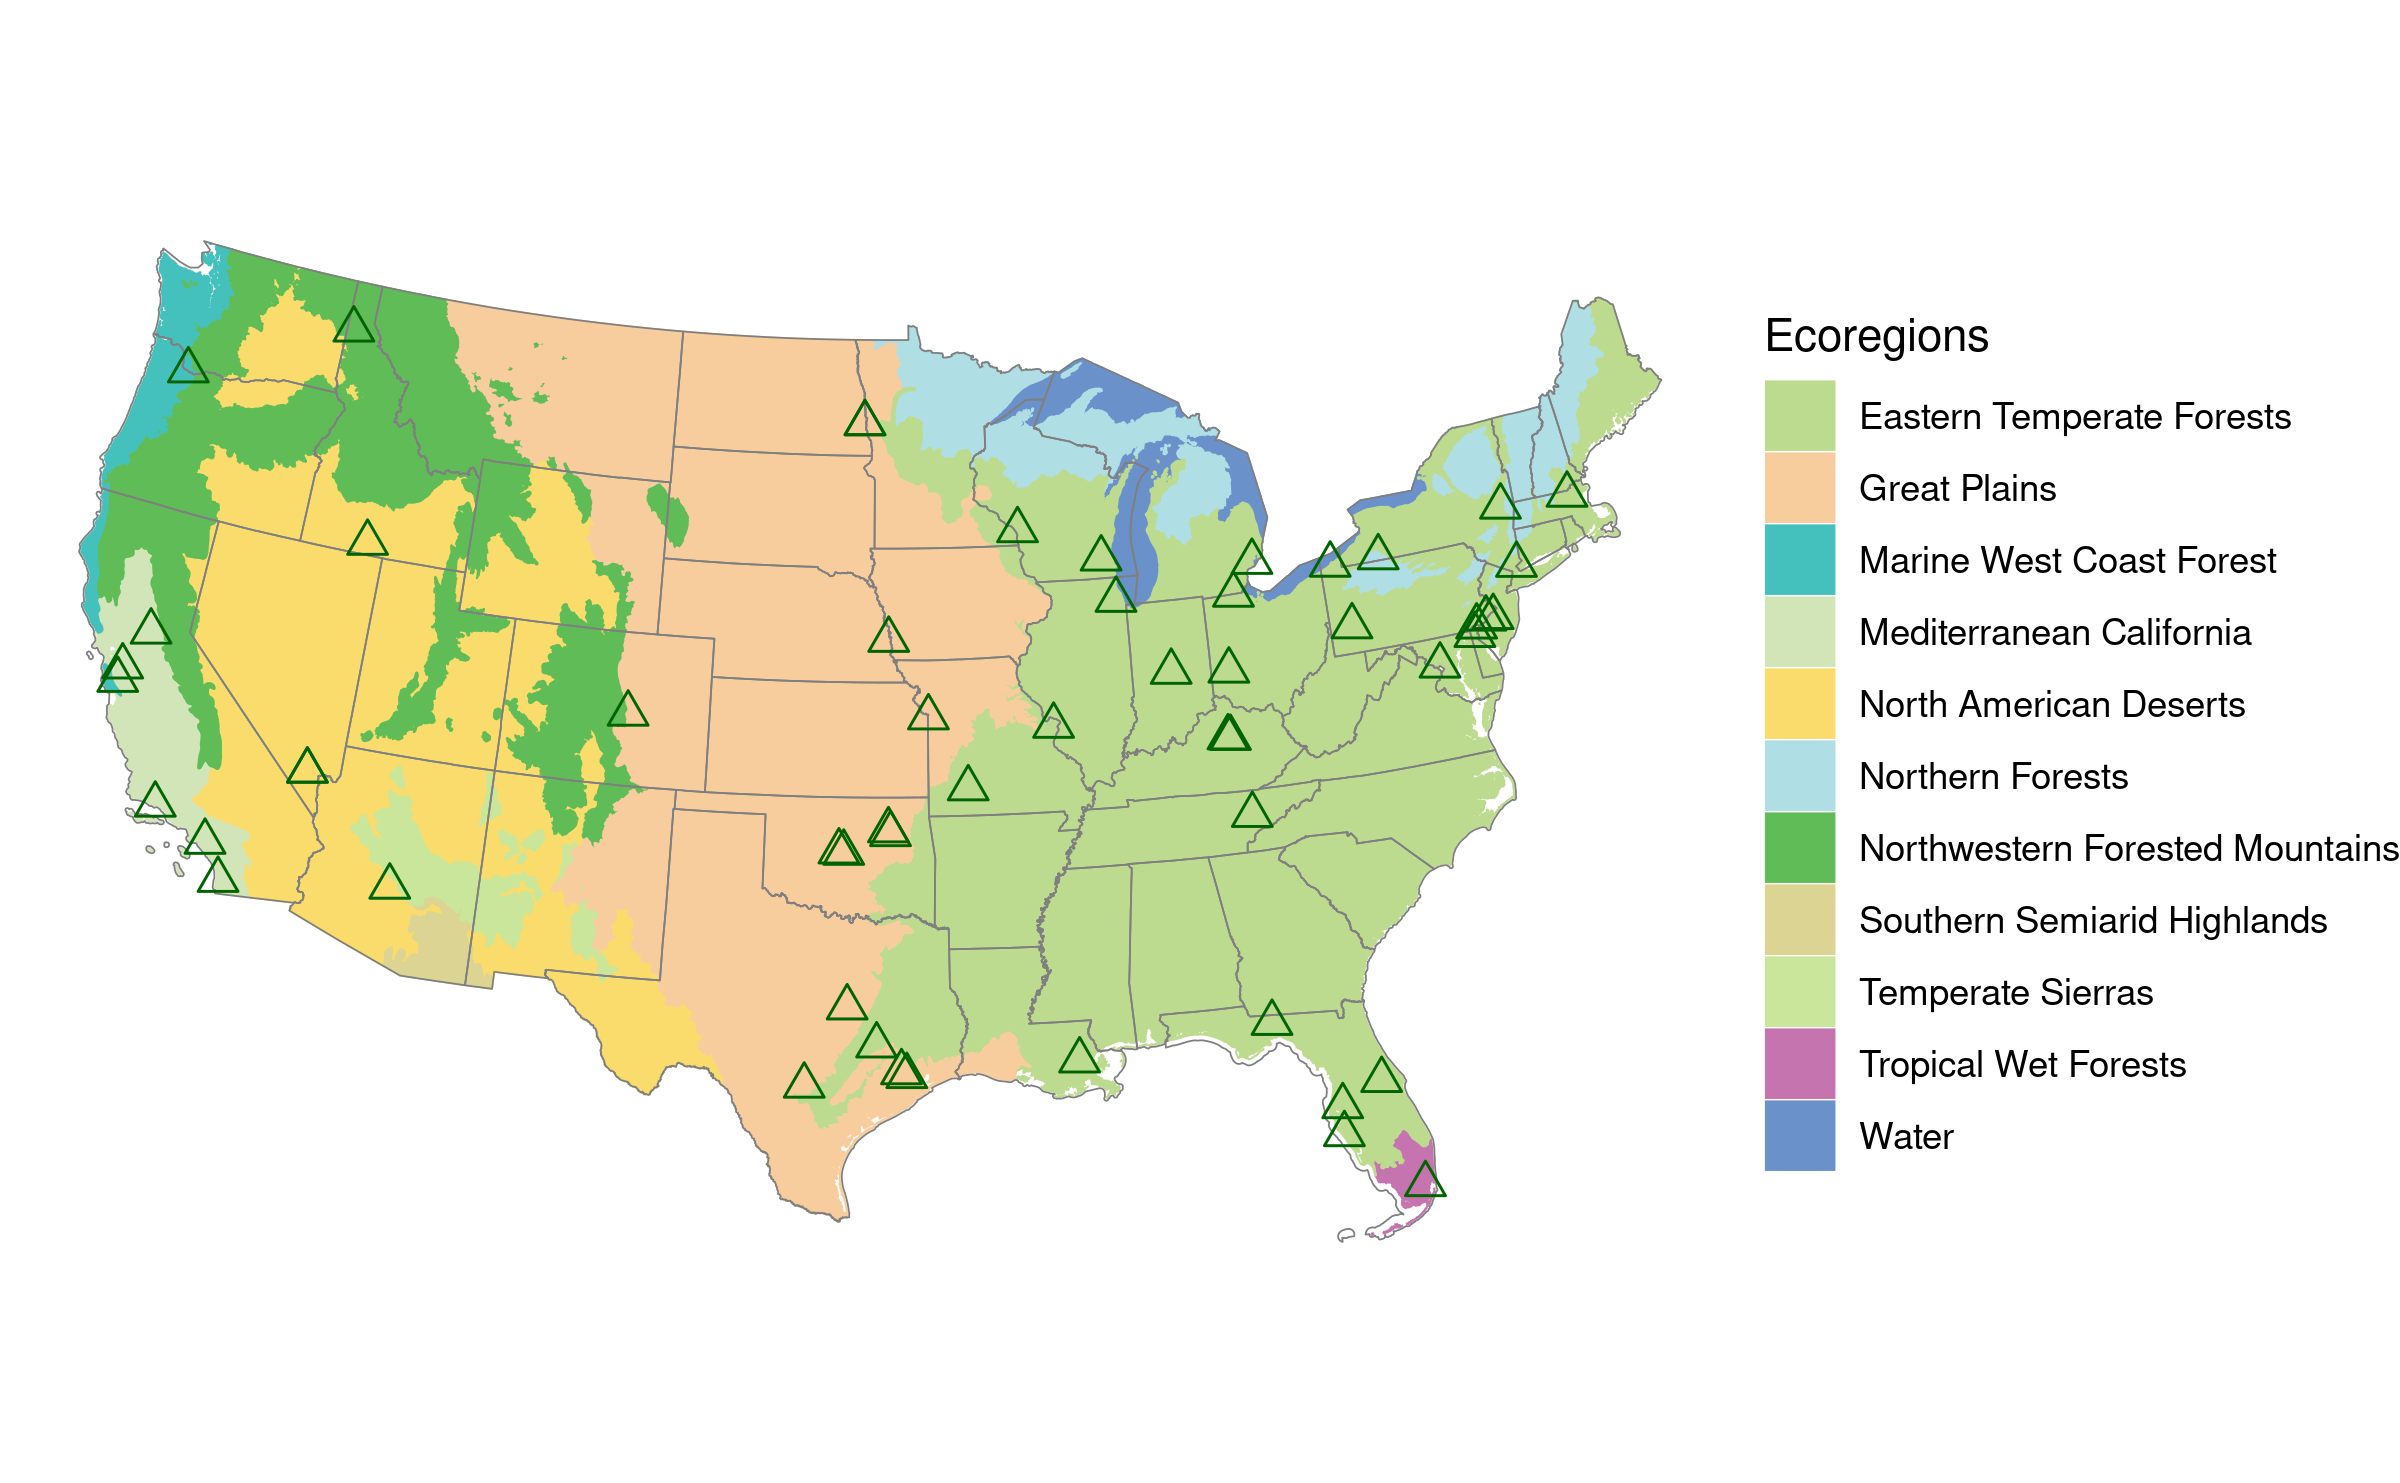 Ecoregions
Eastern Temperate Forests
Great Plains
Marine West Coast Forest
Mediterranean California
North American Deserts
Northern Forests
Northwestern Forested Mountains
Southern Semiarid Highlands
Temperate Sierras
Tropical Wet Forests
Water